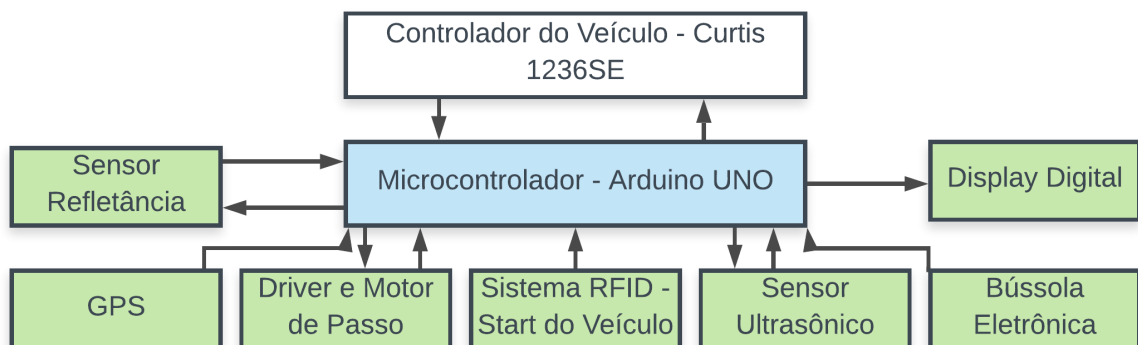 Controlador do Veículo - Curtis
1236SE
Sensor
Refletância
Microcontrolador - Arduino UNO
Display Digital
GPS
Driver e Motor
de Passo
Sistema RFID -
Start do Veículo
Sensor
Ultrasônico
Bússola
Eletrônica